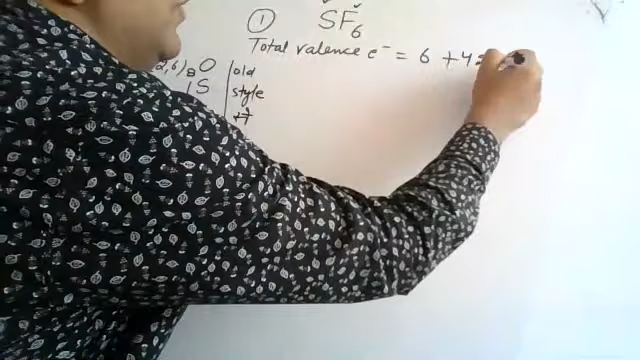 ① SF₆
Total valence e⁻ = 6 + 4
2,6) ₈O old
S style